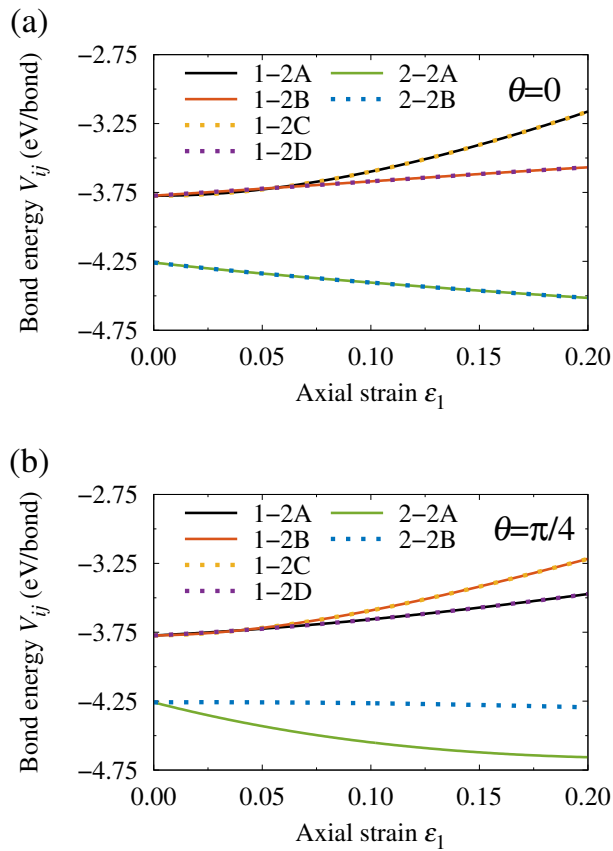 (a)
Bond energy Vij (eV/bond)
−2.75
−3.25
−3.75
−4.25
−4.75
1−2A
1−2B
1−2C
1−2D
2−2A
2−2B
θ=0
0.00 0.05 0.10 0.15 0.20
Axial strain ε1
(b)
Bond energy Vij (eV/bond)
−2.75
−3.25
−3.75
−4.25
−4.75
1−2A
1−2B
1−2C
1−2D
2−2A
2−2B
θ=π/4
0.00 0.05 0.10 0.15 0.20
Axial strain ε1